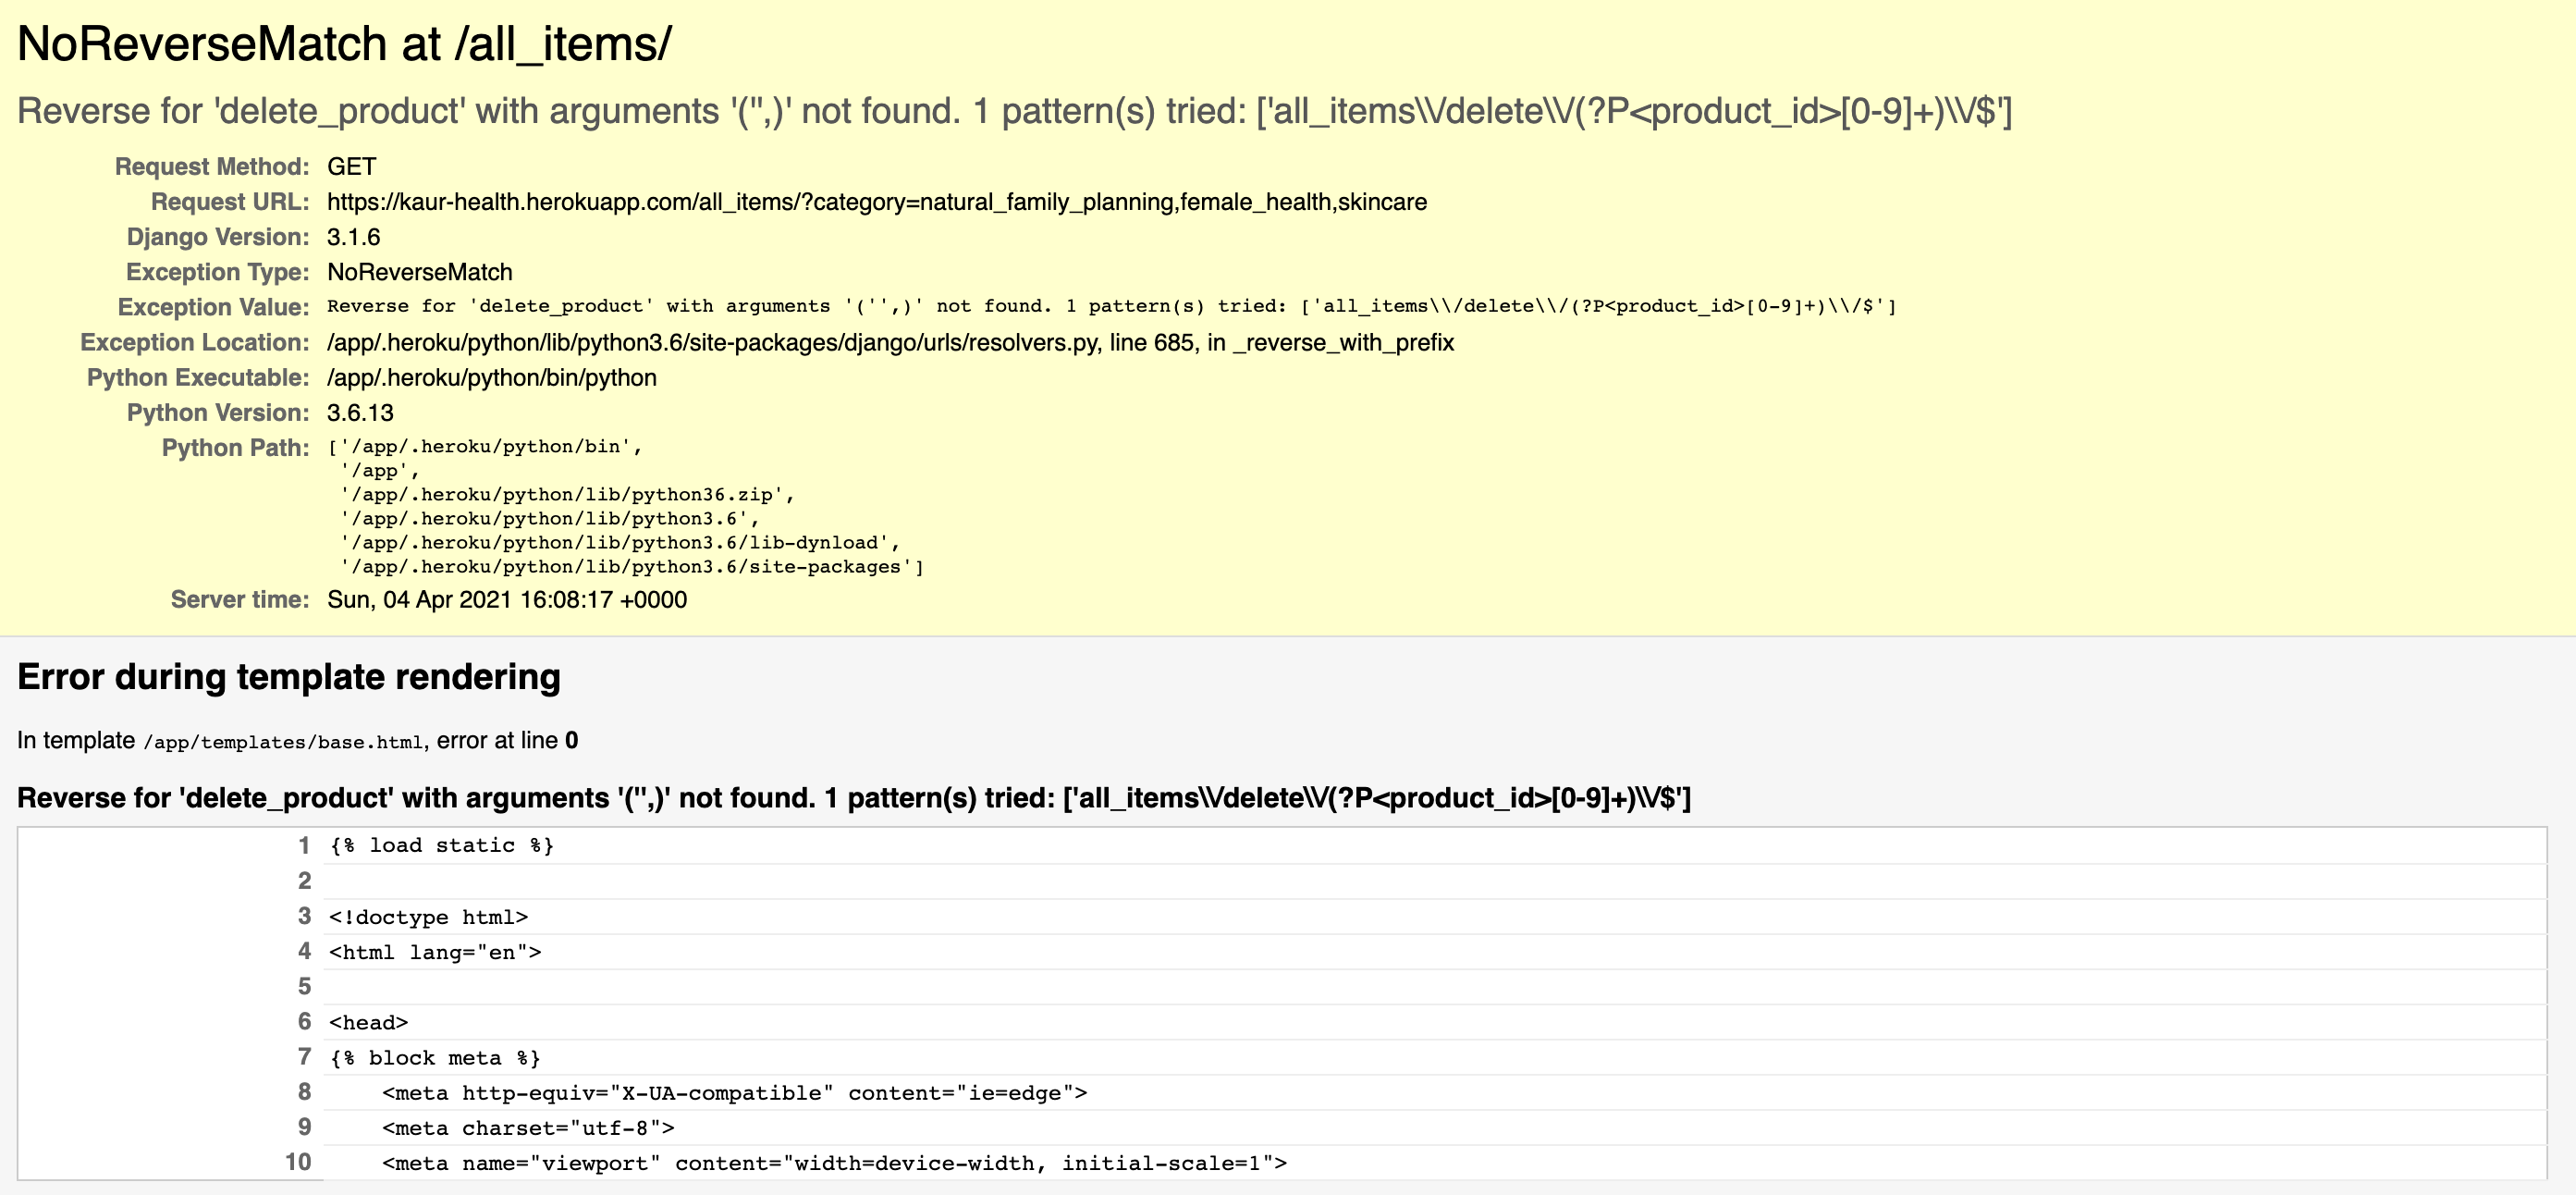 NoReverseMatch at /all_items/
Reverse for 'delete_product' with arguments '('',)' not found. 1 pattern(s) tried: ['all_items\\/delete\\/(?P<product_id>[0-9]+)\\/$']
Request Method: GET
Request URL: https://kaur-health.herokuapp.com/all_items/?category=natural_family_planning,female_health,skincare
Django Version: 3.1.6
Exception Type: NoReverseMatch
Exception Value: Reverse for 'delete_product' with arguments '('',)' not found. 1 pattern(s) tried: ['all_items\\/delete\\/(?P<product_id>[0-9]+)\\/$']
Exception Location: /app/.heroku/python/lib/python3.6/site-packages/django/urls/resolvers.py, line 685, in _reverse_with_prefix
Python Executable: /app/.heroku/python/bin/python
Python Version: 3.6.13
Python Path: ['/app/.heroku/python/bin',
'/app',
'/app/.heroku/python/lib/python36.zip',
'/app/.heroku/python/lib/python3.6',
'/app/.heroku/python/lib/python3.6/lib-dynload',
'/app/.heroku/python/lib/python3.6/site-packages']
Server time: Sun, 04 Apr 2021 16:08:17 +0000
Error during template rendering
In template /app/templates/base.html, error at line 0
Reverse for 'delete_product' with arguments '('',)' not found. 1 pattern(s) tried: ['all_items\\/delete\\/(?P<product_id>[0-9]+)\\/$']
1 {% load static %}
2
3 <!doctype html>
4 <html lang="en">
5
6 <head>
7 {% block meta %}
8 <meta http-equiv="X-UA-compatible" content="ie=edge">
9 <meta charset="utf-8">
10 <meta name="viewport" content="width=device-width, initial-scale=1">